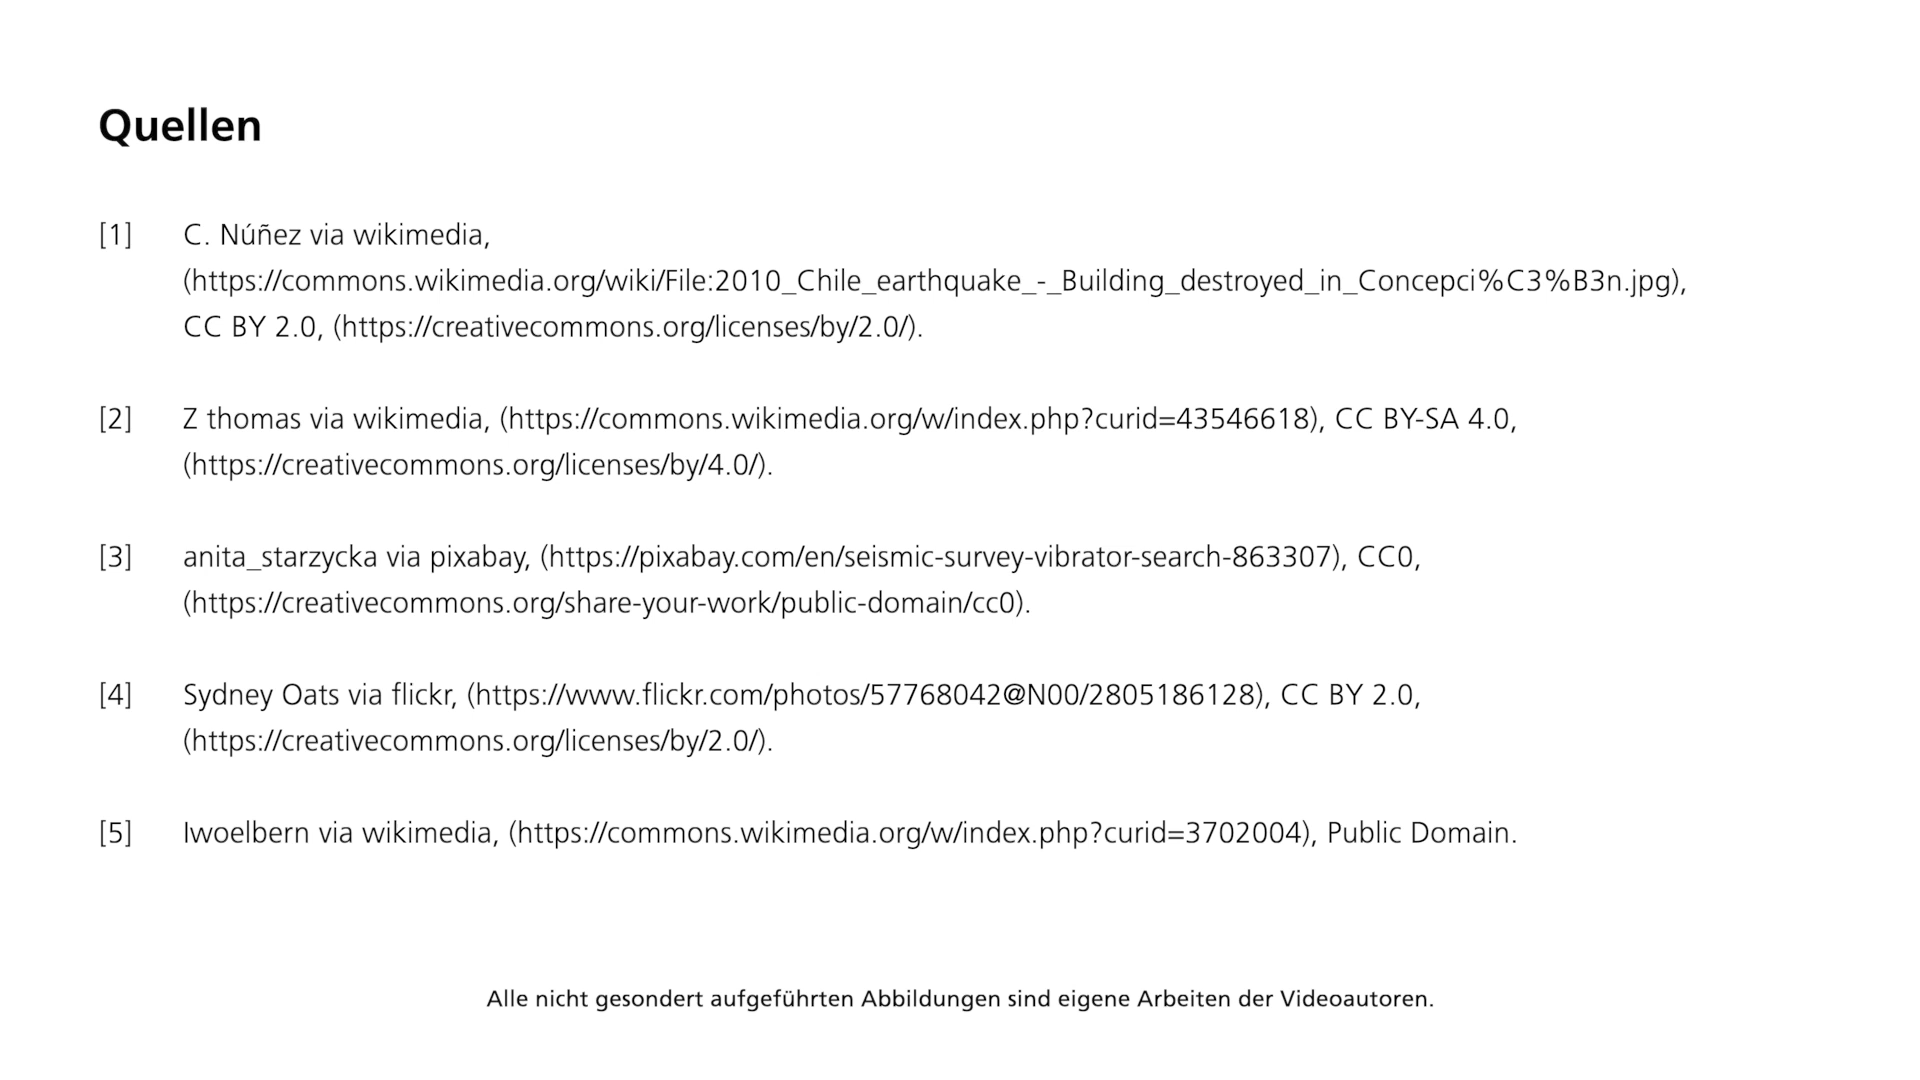 Quellen
[1] C. Núñez via wikimedia,
(https://commons.wikimedia.org/wiki/File:2010_Chile_earthquake_-_Building_destroyed_in_Concepci%C3%B3n.jpg),
CC BY 2.0, (https://creativecommons.org/licenses/by/2.0/).
[2] Z thomas via wikimedia, (https://commons.wikimedia.org/w/index.php?curid=43546618), CC BY-SA 4.0,
(https://creativecommons.org/licenses/by/4.0/).
[3] anita_starzycka via pixabay, (https://pixabay.com/en/seismic-survey-vibrator-search-863307), CC0,
(https://creativecommons.org/share-your-work/public-domain/cc0).
[4] Sydney Oats via flickr, (https://www.flickr.com/photos/57768042@N00/2805186128), CC BY 2.0,
(https://creativecommons.org/licenses/by/2.0/).
[5] lwoelbern via wikimedia, (https://commons.wikimedia.org/w/index.php?curid=3702004), Public Domain.
Alle nicht gesondert aufgeführten Abbildungen sind eigene Arbeiten der Videoautoren.